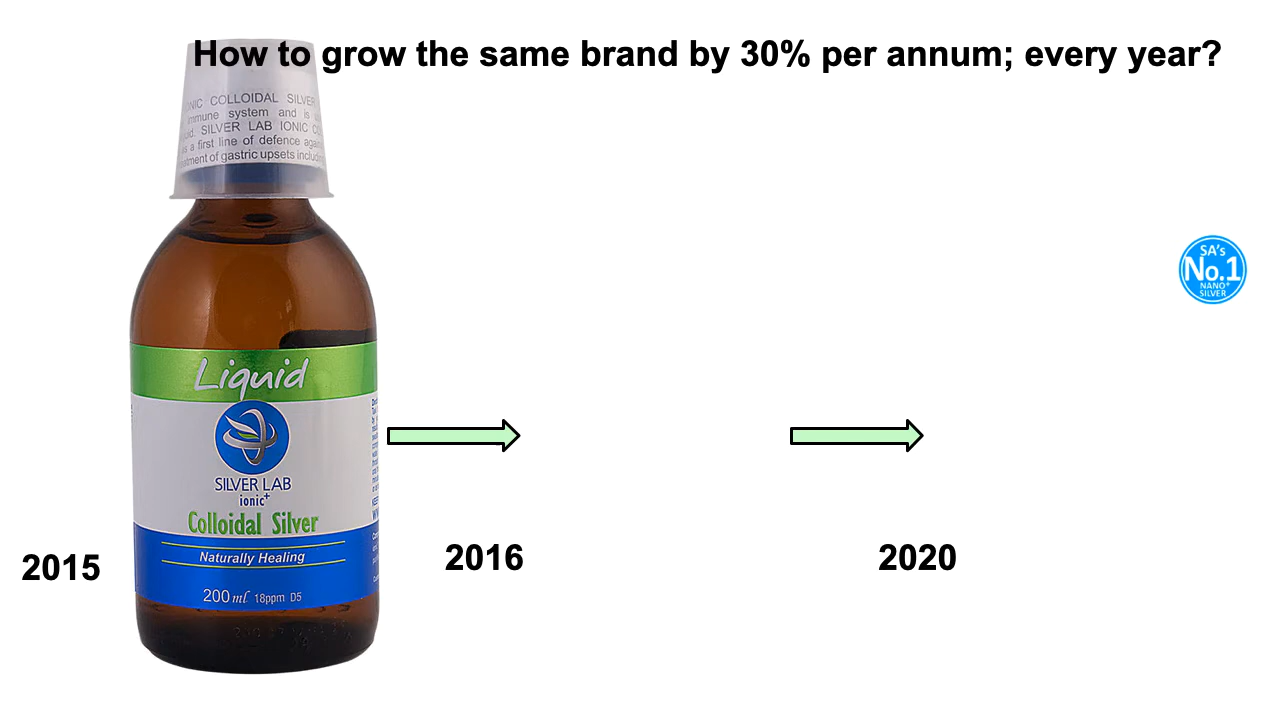 How to grow the same brand by 30% per annum; every year?
IONIC COLLOIDAL SILVER
immune system and is
SILVER LAB IONIC
a first line of defence
of gastric upsets
Liquid
SILVER LAB
ionic+
Colloidal Silver
Naturally Healing
200ml 18ppm D5
2015
2016
2020
SA's
No.1
NANO+
SILVER